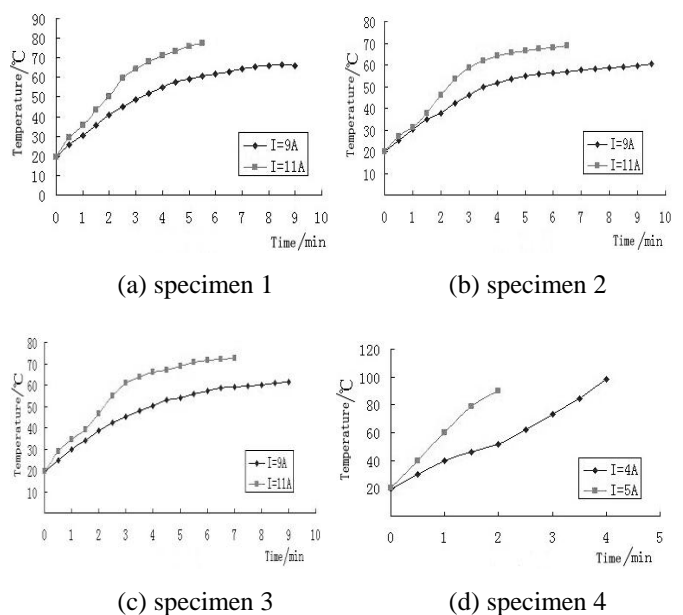 Temperature/℃
90
80
70
60
50
40
30
20
10
0
I=9A
I=11A
0 1 2 3 4 5 6 7 8 9 10
Time/min
(a) specimen 1
Temperature/℃
80
70
60
50
40
30
20
10
I=9A
I=11A
0 1 2 3 4 5 6 7 8 9 10
Time/min
(b) specimen 2
Temperature/℃
80
70
60
50
40
30
20
10
I=9A
I=11A
0 1 2 3 4 5 6 7 8 9 10
Time/min
(c) specimen 3
Temperature/℃
120
100
80
60
40
20
I=4A
I=5A
0 1 2 3 4 5
Time/min
(d) specimen 4